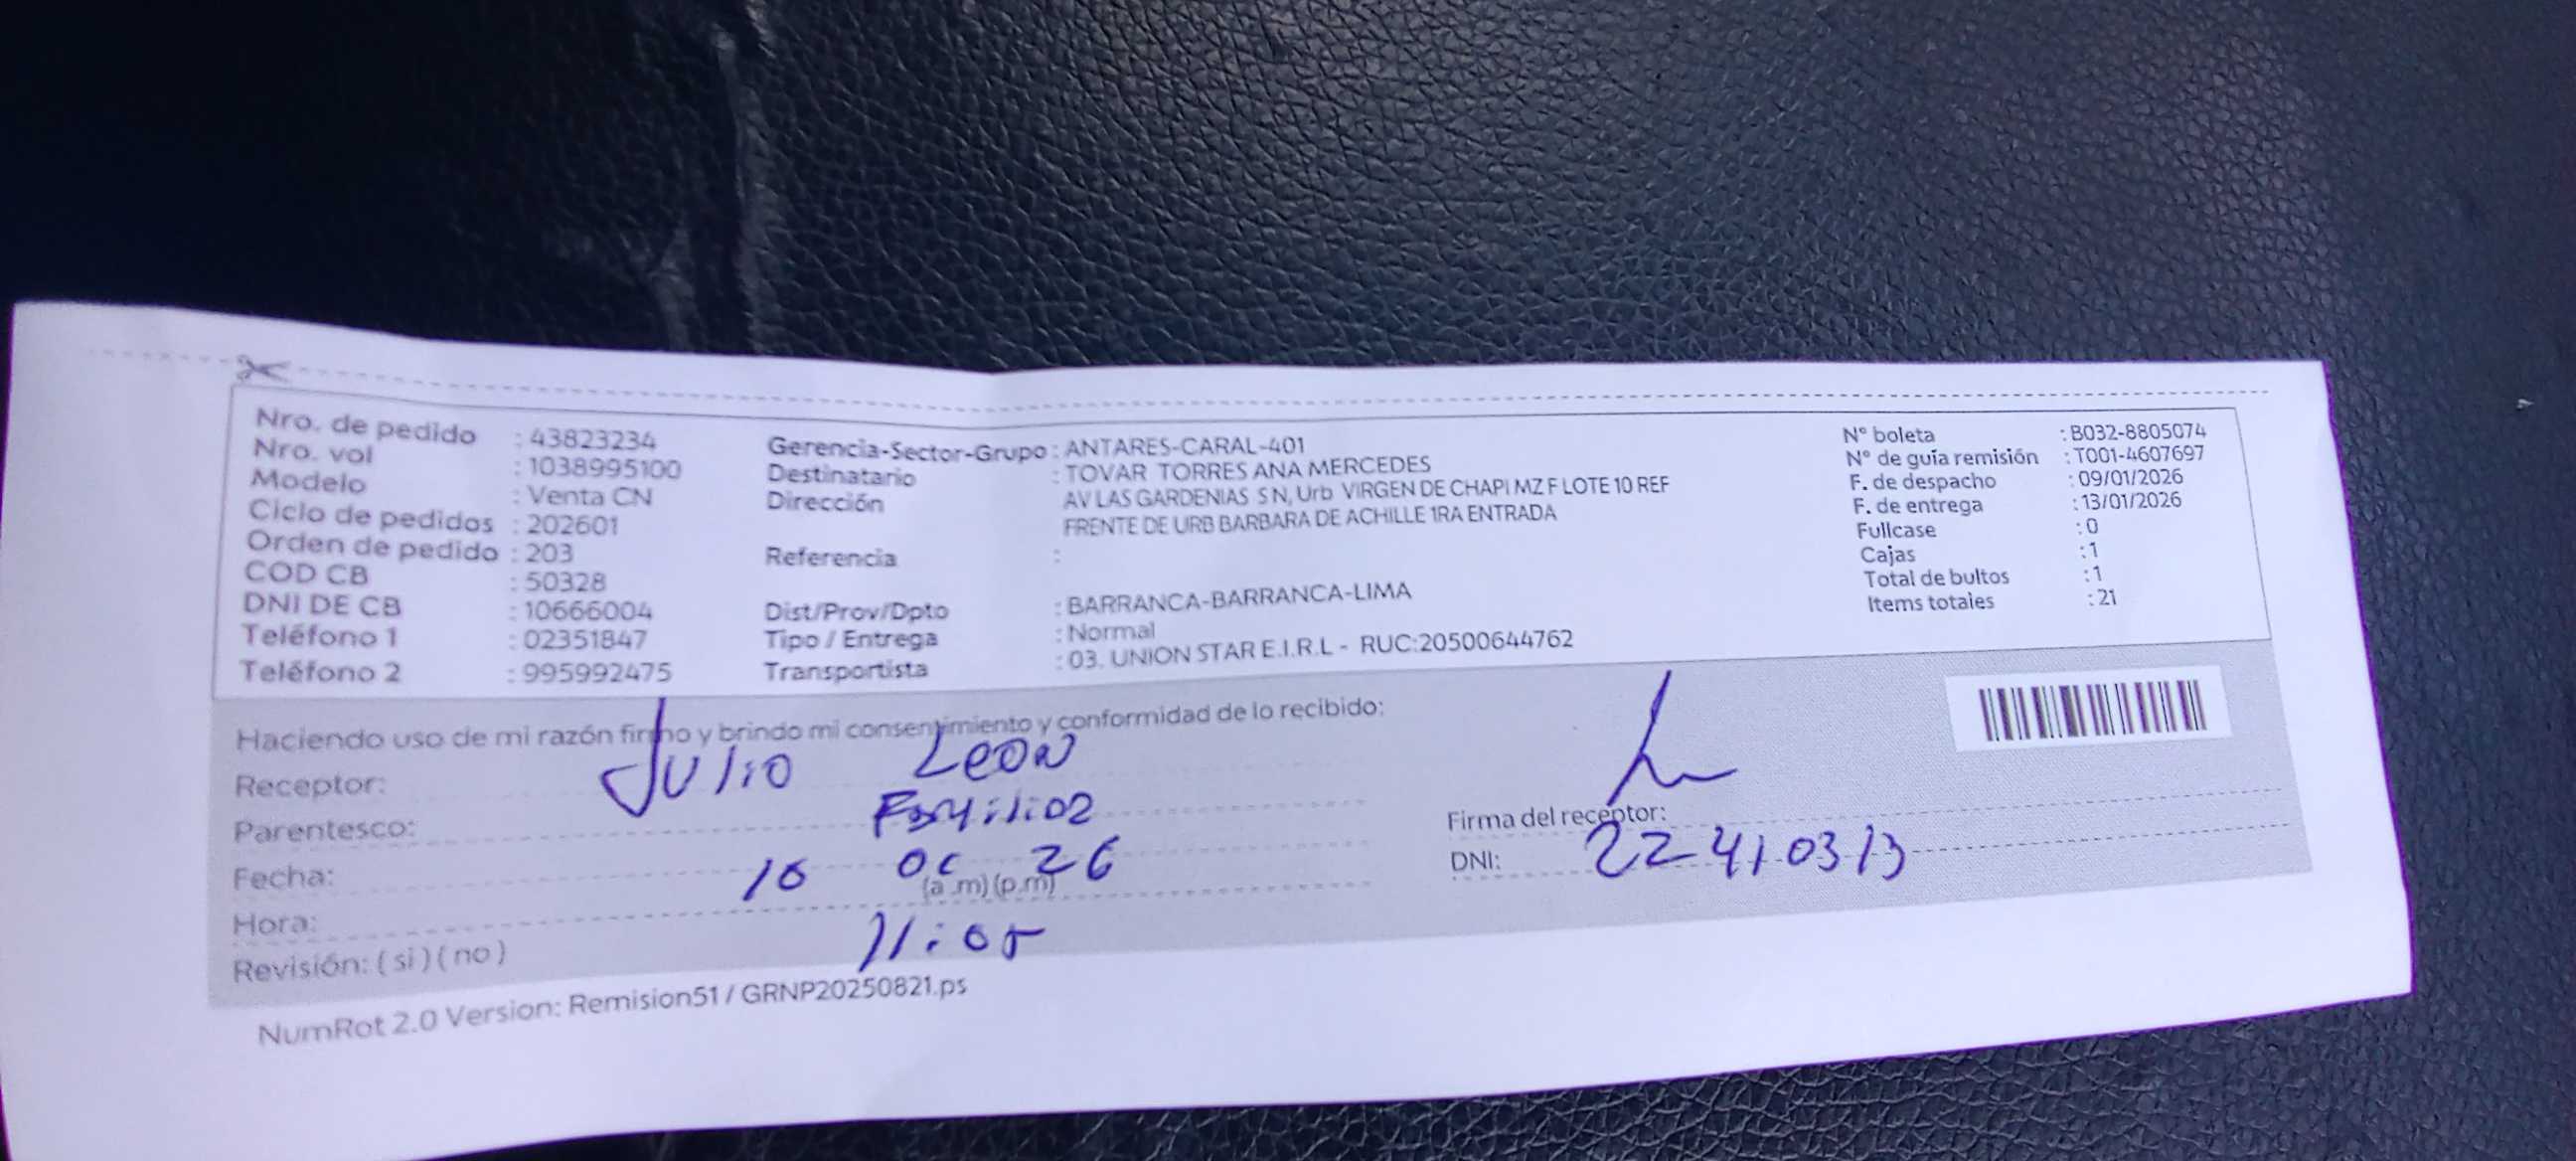 Nro. de pedido : 43823234
Nro. vol : 1038995100
Modelo : Venta CN
Ciclo de pedidos : 202601
Orden de pedido : 203
COD CB : 50328
DNI DE CB : 10666004
Teléfono 1 : 02351847
Teléfono 2 : 995992475
Gerencia-Sector-Grupo : ANTARES-CARAL-401
Destinatario : TOVAR TORRES ANA MERCEDES
Dirección AV LAS GARDENIAS S N, Urb VIRGEN DE CHAPI MZ F LOTE 10 REF
FRENTE DE URB BARBARA DE ACHILLE 1RA ENTRADA
Referencia :
Dist/Prov/Dpto : BARRANCA-BARRANCA-LIMA
Tipo / Entrega : Normal
Transportista : 03. UNION STAR E.I.R.L - RUC:20500644762
N° boleta : B032-8805074
N° de guía remisión : T001-4607697
F. de despacho : 09/01/2026
F. de entrega : 13/01/2026
Fullcase : 0
Cajas : 1
Total de bultos : 1
Items totales : 21
Haciendo uso de mi razón firmo y brindo mi consentimiento y conformidad de lo recibido:
Receptor: Julio Leon
Parentesco:
Fecha: 10 26
(a.m) (p.m)
Hora: 11:05
Revisión: ( si ) ( no )
Firma del receptor:
DNI: 22410313
NumRot 2.0 Version: Remision51 / GRNP20250821.ps